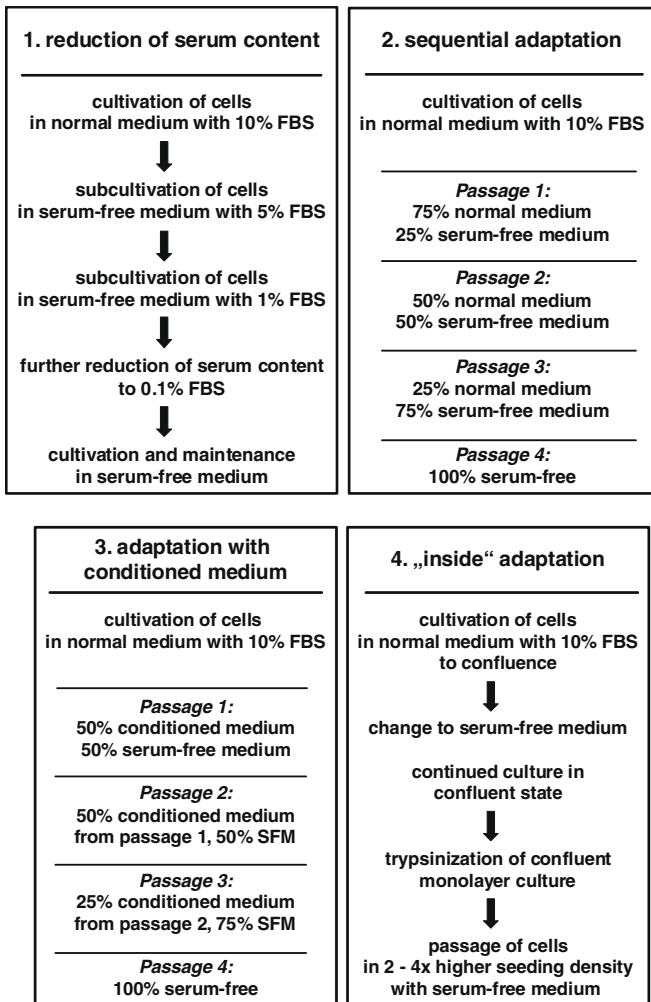 1. reduction of serum content
cultivation of cells
in normal medium with 10% FBS
subcultivation of cells
in serum-free medium with 5% FBS
subcultivation of cells
in serum-free medium with 1% FBS
further reduction of serum content
to 0.1% FBS
cultivation and maintenance
in serum-free medium
2. sequential adaptation
cultivation of cells
in normal medium with 10% FBS
Passage 1:
75% normal medium
25% serum-free medium
Passage 2:
50% normal medium
50% serum-free medium
Passage 3:
25% normal medium
75% serum-free medium
Passage 4:
100% serum-free
3. adaptation with
conditioned medium
cultivation of cells
in normal medium with 10% FBS
Passage 1:
50% conditioned medium
50% serum-free medium
Passage 2:
50% conditioned medium
from passage 1, 50% SFM
Passage 3:
25% conditioned medium
from passage 2, 75% SFM
Passage 4:
100% serum-free
4. „inside“ adaptation
cultivation of cells
in normal medium with 10% FBS
to confluence
change to serum-free medium
continued culture in
confluent state
trypsinization of confluent
monolayer culture
passage of cells
in 2 - 4x higher seeding density
with serum-free medium